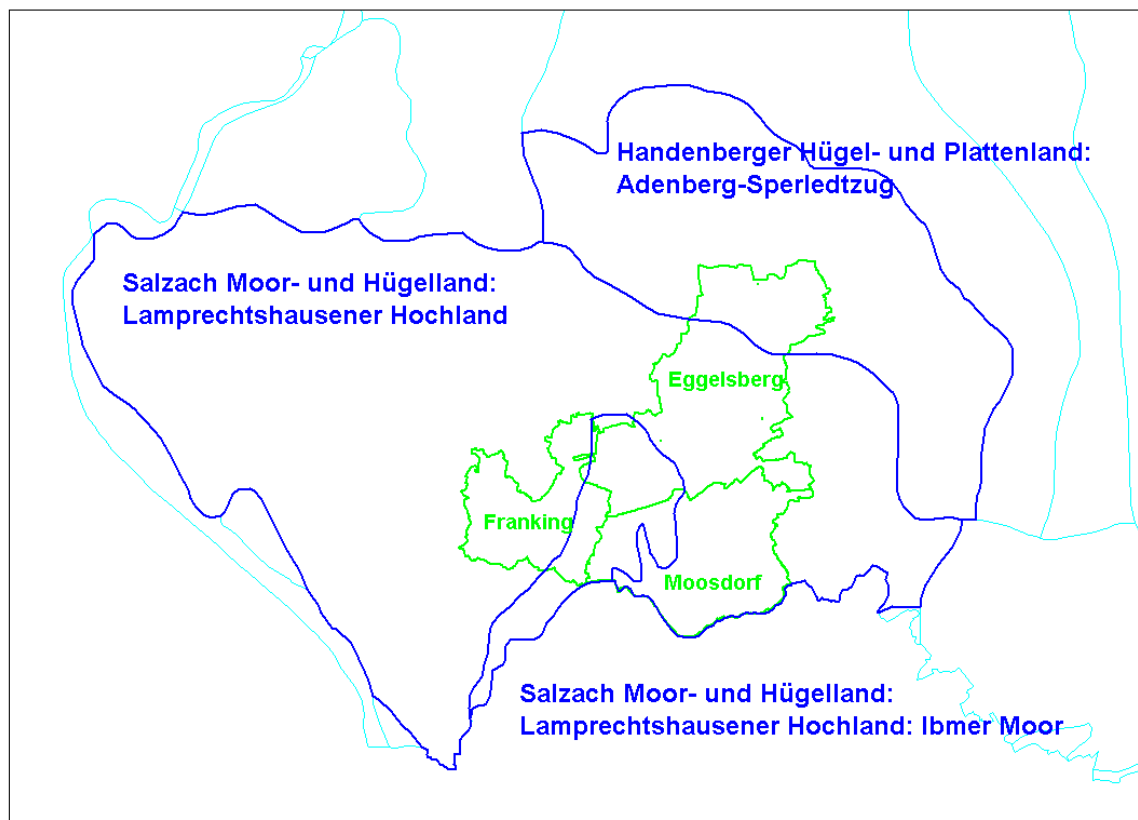 Handenberger Hügel- und Plattenland:
Adenberg-Sperledtzug
Salzach Moor- und Hügelland:
Lamprechtshausener Hochland
Eggelsberg
Franking
Moosdorf
Salzach Moor- und Hügelland:
Lamprechtshausener Hochland: Ibmer Moor